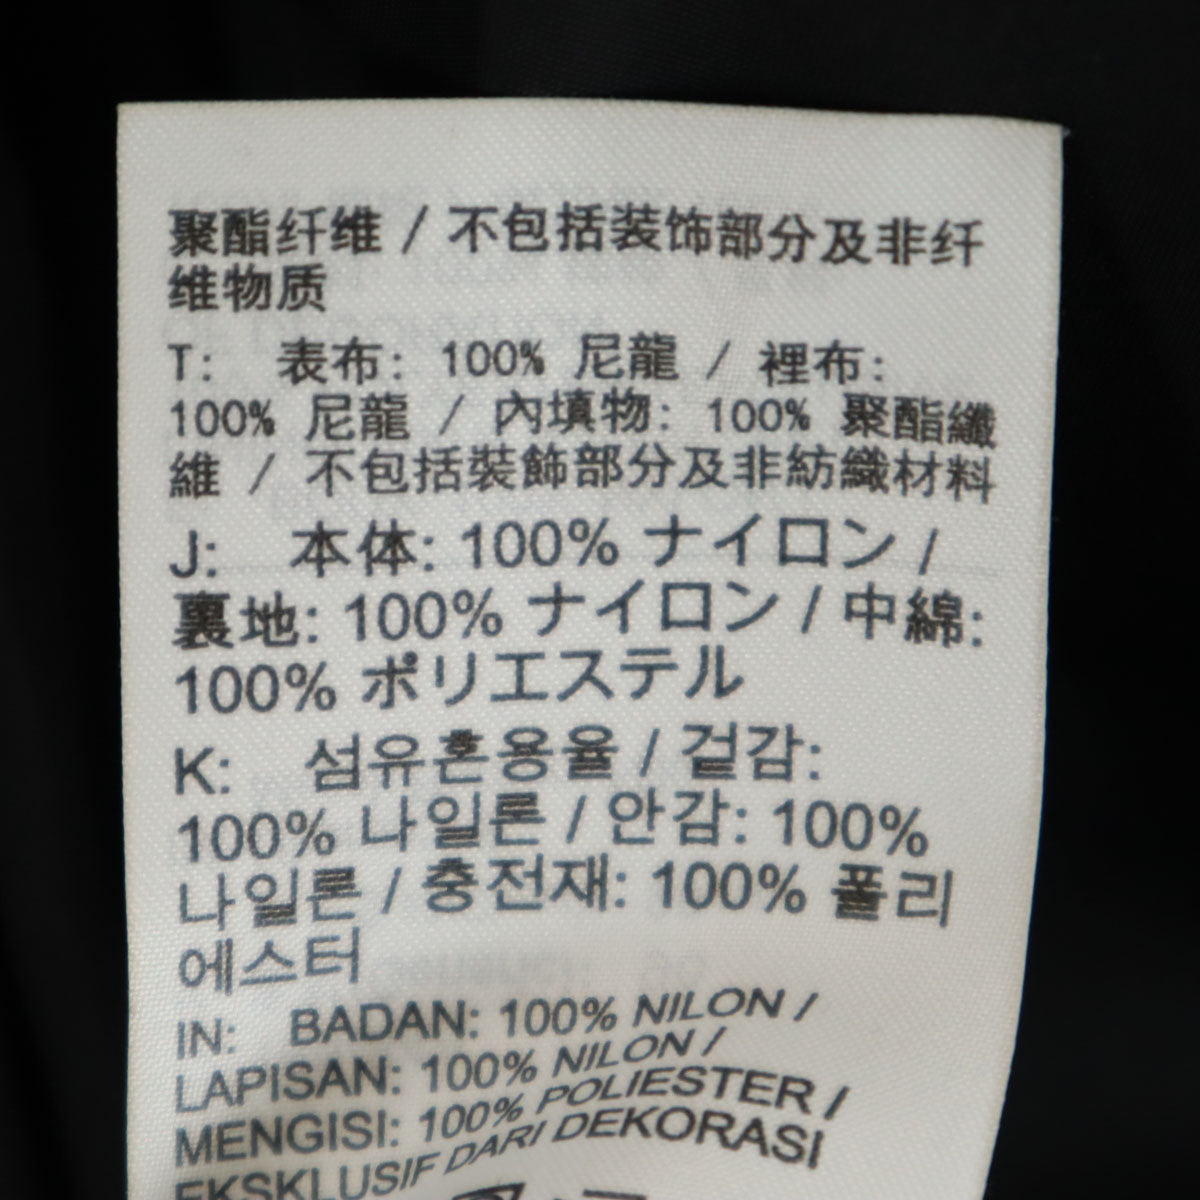 聚酯纤维 / 不包括装饰部分及非纤
维物质
T: 表布: 100% 尼龍 / 裡布:
100% 尼龍 / 內填物: 100% 聚酯纖
維 / 不包括裝飾部分及非紡織材料
J: 本体: 100% ナイロン /
裏地: 100% ナイロン / 中綿:
100% ポリエステル
K: 섬유혼용율 / 겉감:
100% 나일론 / 안감: 100%
나일론 / 충전재: 100% 폴리
에스터
IN: BADAN: 100% NILON /
LAPISAN: 100% NILON /
MENGISI: 100% POLIESTER /
EKSKLUSIF DARI DEKORASI